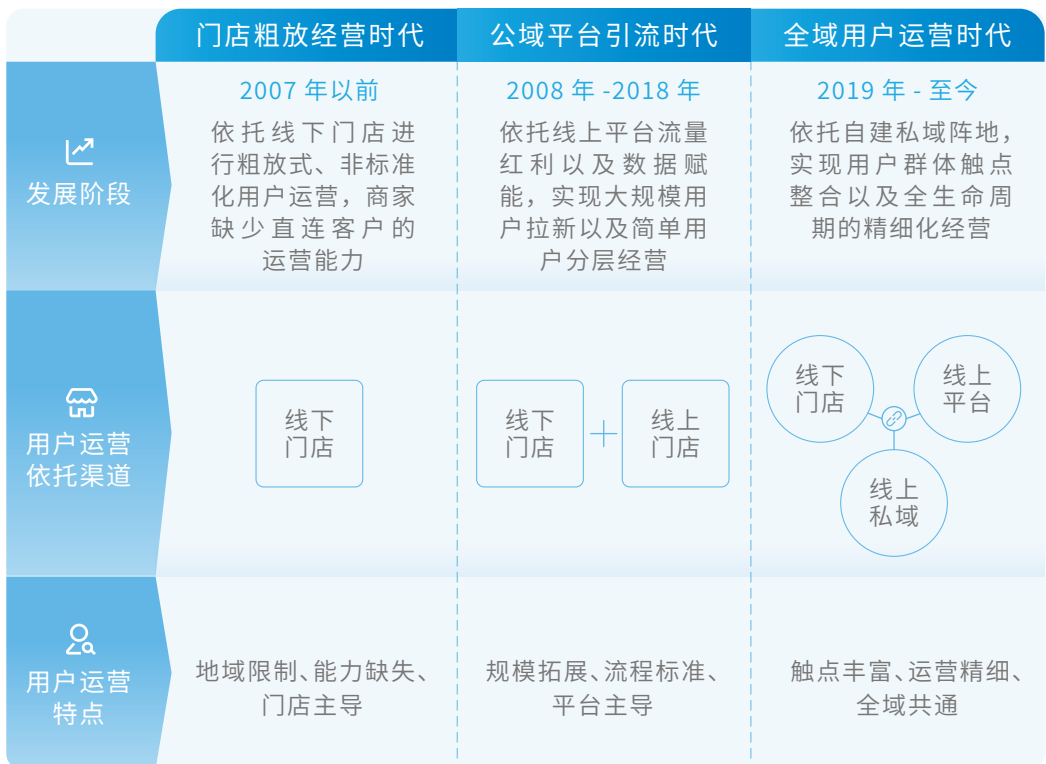 门店粗放经营时代
公域平台引流时代
全域用户运营时代
发展阶段
2007 年以前
依托线下门店进
行粗放式、非标准
化用户运营，商家
缺少直连客户的
运营能力
2008 年 -2018 年
依托线上平台流量
红利以及数据赋
能，实现大规模用
户拉新以及简单用
户分层经营
2019 年 - 至今
依托自建私域阵地，
实现用户群体触点
整合以及全生命周
期的精细化经营
用户运营
依托渠道
线下
门店
线下
门店
+
线上
门店
线下
门店
线上
平台
线上
私域
用户运营
特点
地域限制、能力缺失、
门店主导
规模拓展、流程标准、
平台主导
触点丰富、运营精细、
全域共通